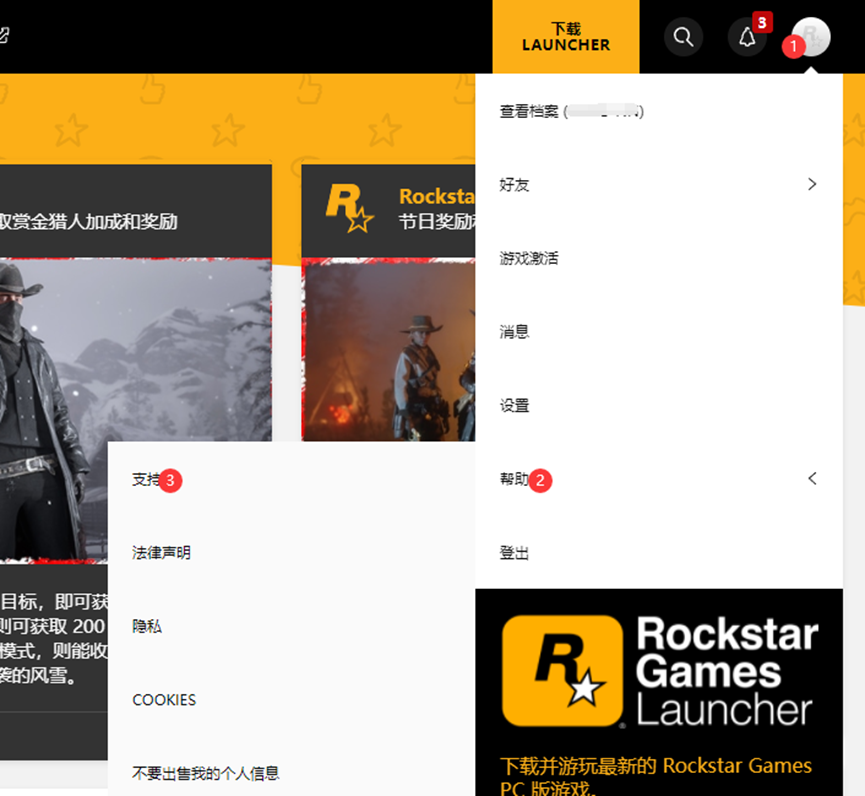 下载
LAUNCHER
3
1
查看档案
好友
游戏激活
消息
设置
帮助 2
登出
Rocksta
取赏金猎人加成和奖励
节日奖励
支持 3
法律声明
隐私
COOKIES
不要出售我的个人信息
目标，即可获
则可获取 200
模式，则能收
袭的风雪。
Rockstar
Games
Launcher
下载并游玩最新的 Rockstar Games
PC 版游戏。